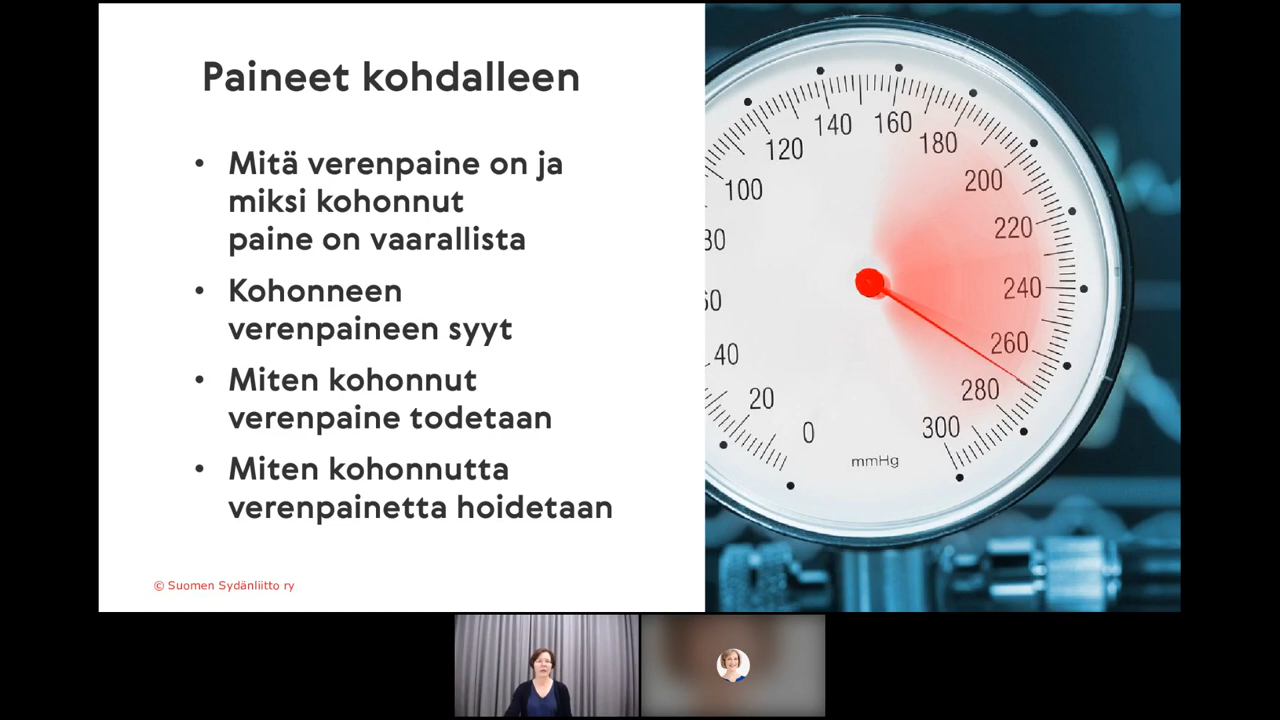 Paineet kohdalleen
• Mitä verenpaine on ja
miksi kohonnut
paine on vaarallista
• Kohonneen
verenpaineen syyt
• Miten kohonnut
verenpaine todetaan
• Miten kohonnutta
verenpainetta hoidetaan
© Suomen Sydänliitto ry
0
20
40
60
80
100
120
140
160
180
200
220
240
260
280
300
mmHg